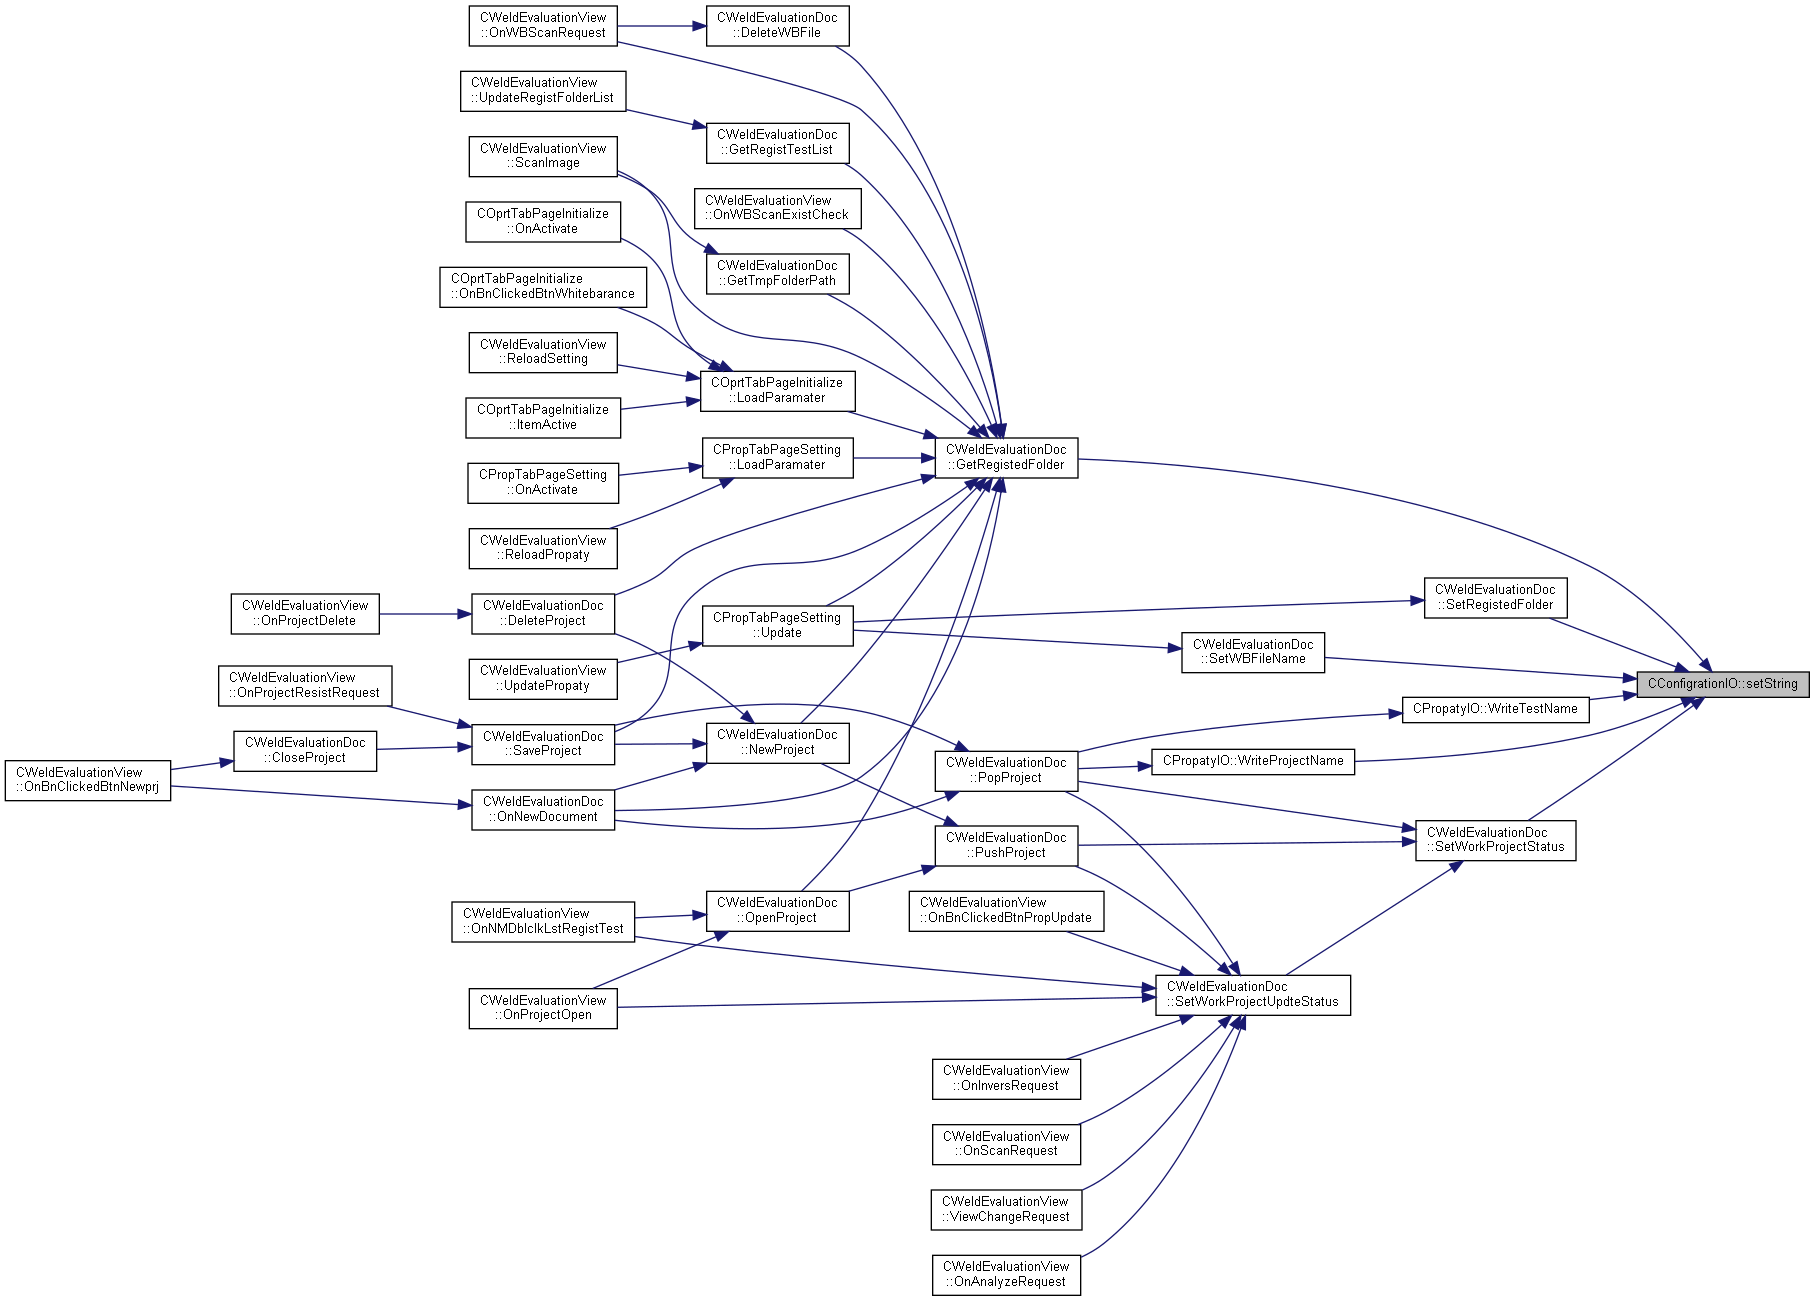 CWeldEvaluationView
::OnWBScanRequest
CWeldEvaluationDoc
::DeleteWBFile
CWeldEvaluationView
::UpdateRegistFolderList
CWeldEvaluationDoc
::GetRegistTestList
CWeldEvaluationView
::ScanImage
CWeldEvaluationView
::OnWBScanExistCheck
COprtTabPageInitialize
::OnActivate
CWeldEvaluationDoc
::GetTmpFolderPath
COprtTabPageInitialize
::OnBnClickedBtnWhitebarance
CWeldEvaluationView
::ReloadSetting
COprtTabPageInitialize
::LoadParamater
COprtTabPageInitialize
::ItemActive
CPropTabPageSetting
::LoadParamater
CWeldEvaluationDoc
::GetRegistedFolder
CPropTabPageSetting
::OnActivate
CWeldEvaluationView
::ReloadPropaty
CWeldEvaluationView
::OnProjectDelete
CWeldEvaluationDoc
::DeleteProject
CPropTabPageSetting
::Update
CWeldEvaluationDoc
::SetRegistedFolder
CWeldEvaluationDoc
::SetWBFileName
CWeldEvaluationView
::UpdatePropaty
CConfigrationIO::setString
CWeldEvaluationView
::OnProjectResistRequest
CPropatyIO::WriteTestName
CWeldEvaluationDoc
::SaveProject
CWeldEvaluationDoc
::NewProject
CWeldEvaluationDoc
::CloseProject
CWeldEvaluationDoc
::PopProject
CPropatyIO::WriteProjectName
CWeldEvaluationView
::OnBnClickedBtnNewprj
CWeldEvaluationDoc
::OnNewDocument
CWeldEvaluationDoc
::PushProject
CWeldEvaluationDoc
::SetWorkProjectStatus
CWeldEvaluationDoc
::OpenProject
CWeldEvaluationView
::OnBnClickedBtnPropUpdate
CWeldEvaluationView
::OnNMDblclkLstRegistTest
CWeldEvaluationDoc
::SetWorkProjectUpdteStatus
CWeldEvaluationView
::OnProjectOpen
CWeldEvaluationView
::OnInversRequest
CWeldEvaluationView
::OnScanRequest
CWeldEvaluationView
::ViewChangeRequest
CWeldEvaluationView
::OnAnalyzeRequest